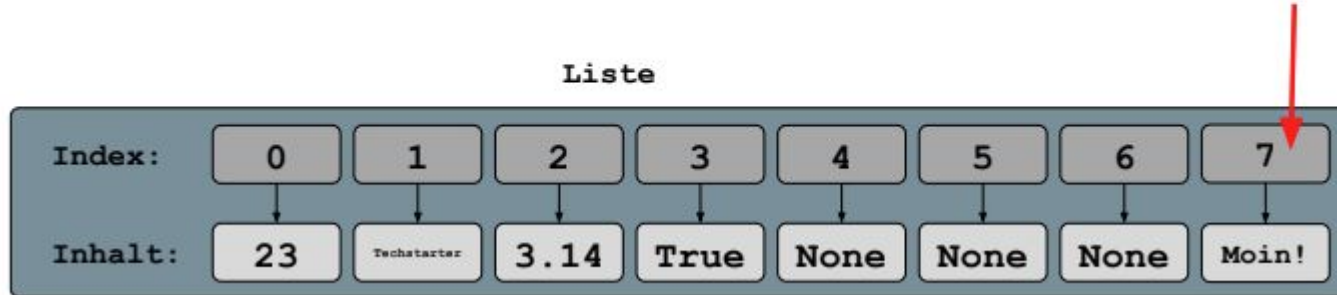 Liste
Index: 0 1 2 3 4 5 6 7
Inhalt: 23 Techstarter 3.14 True None None None Moin!